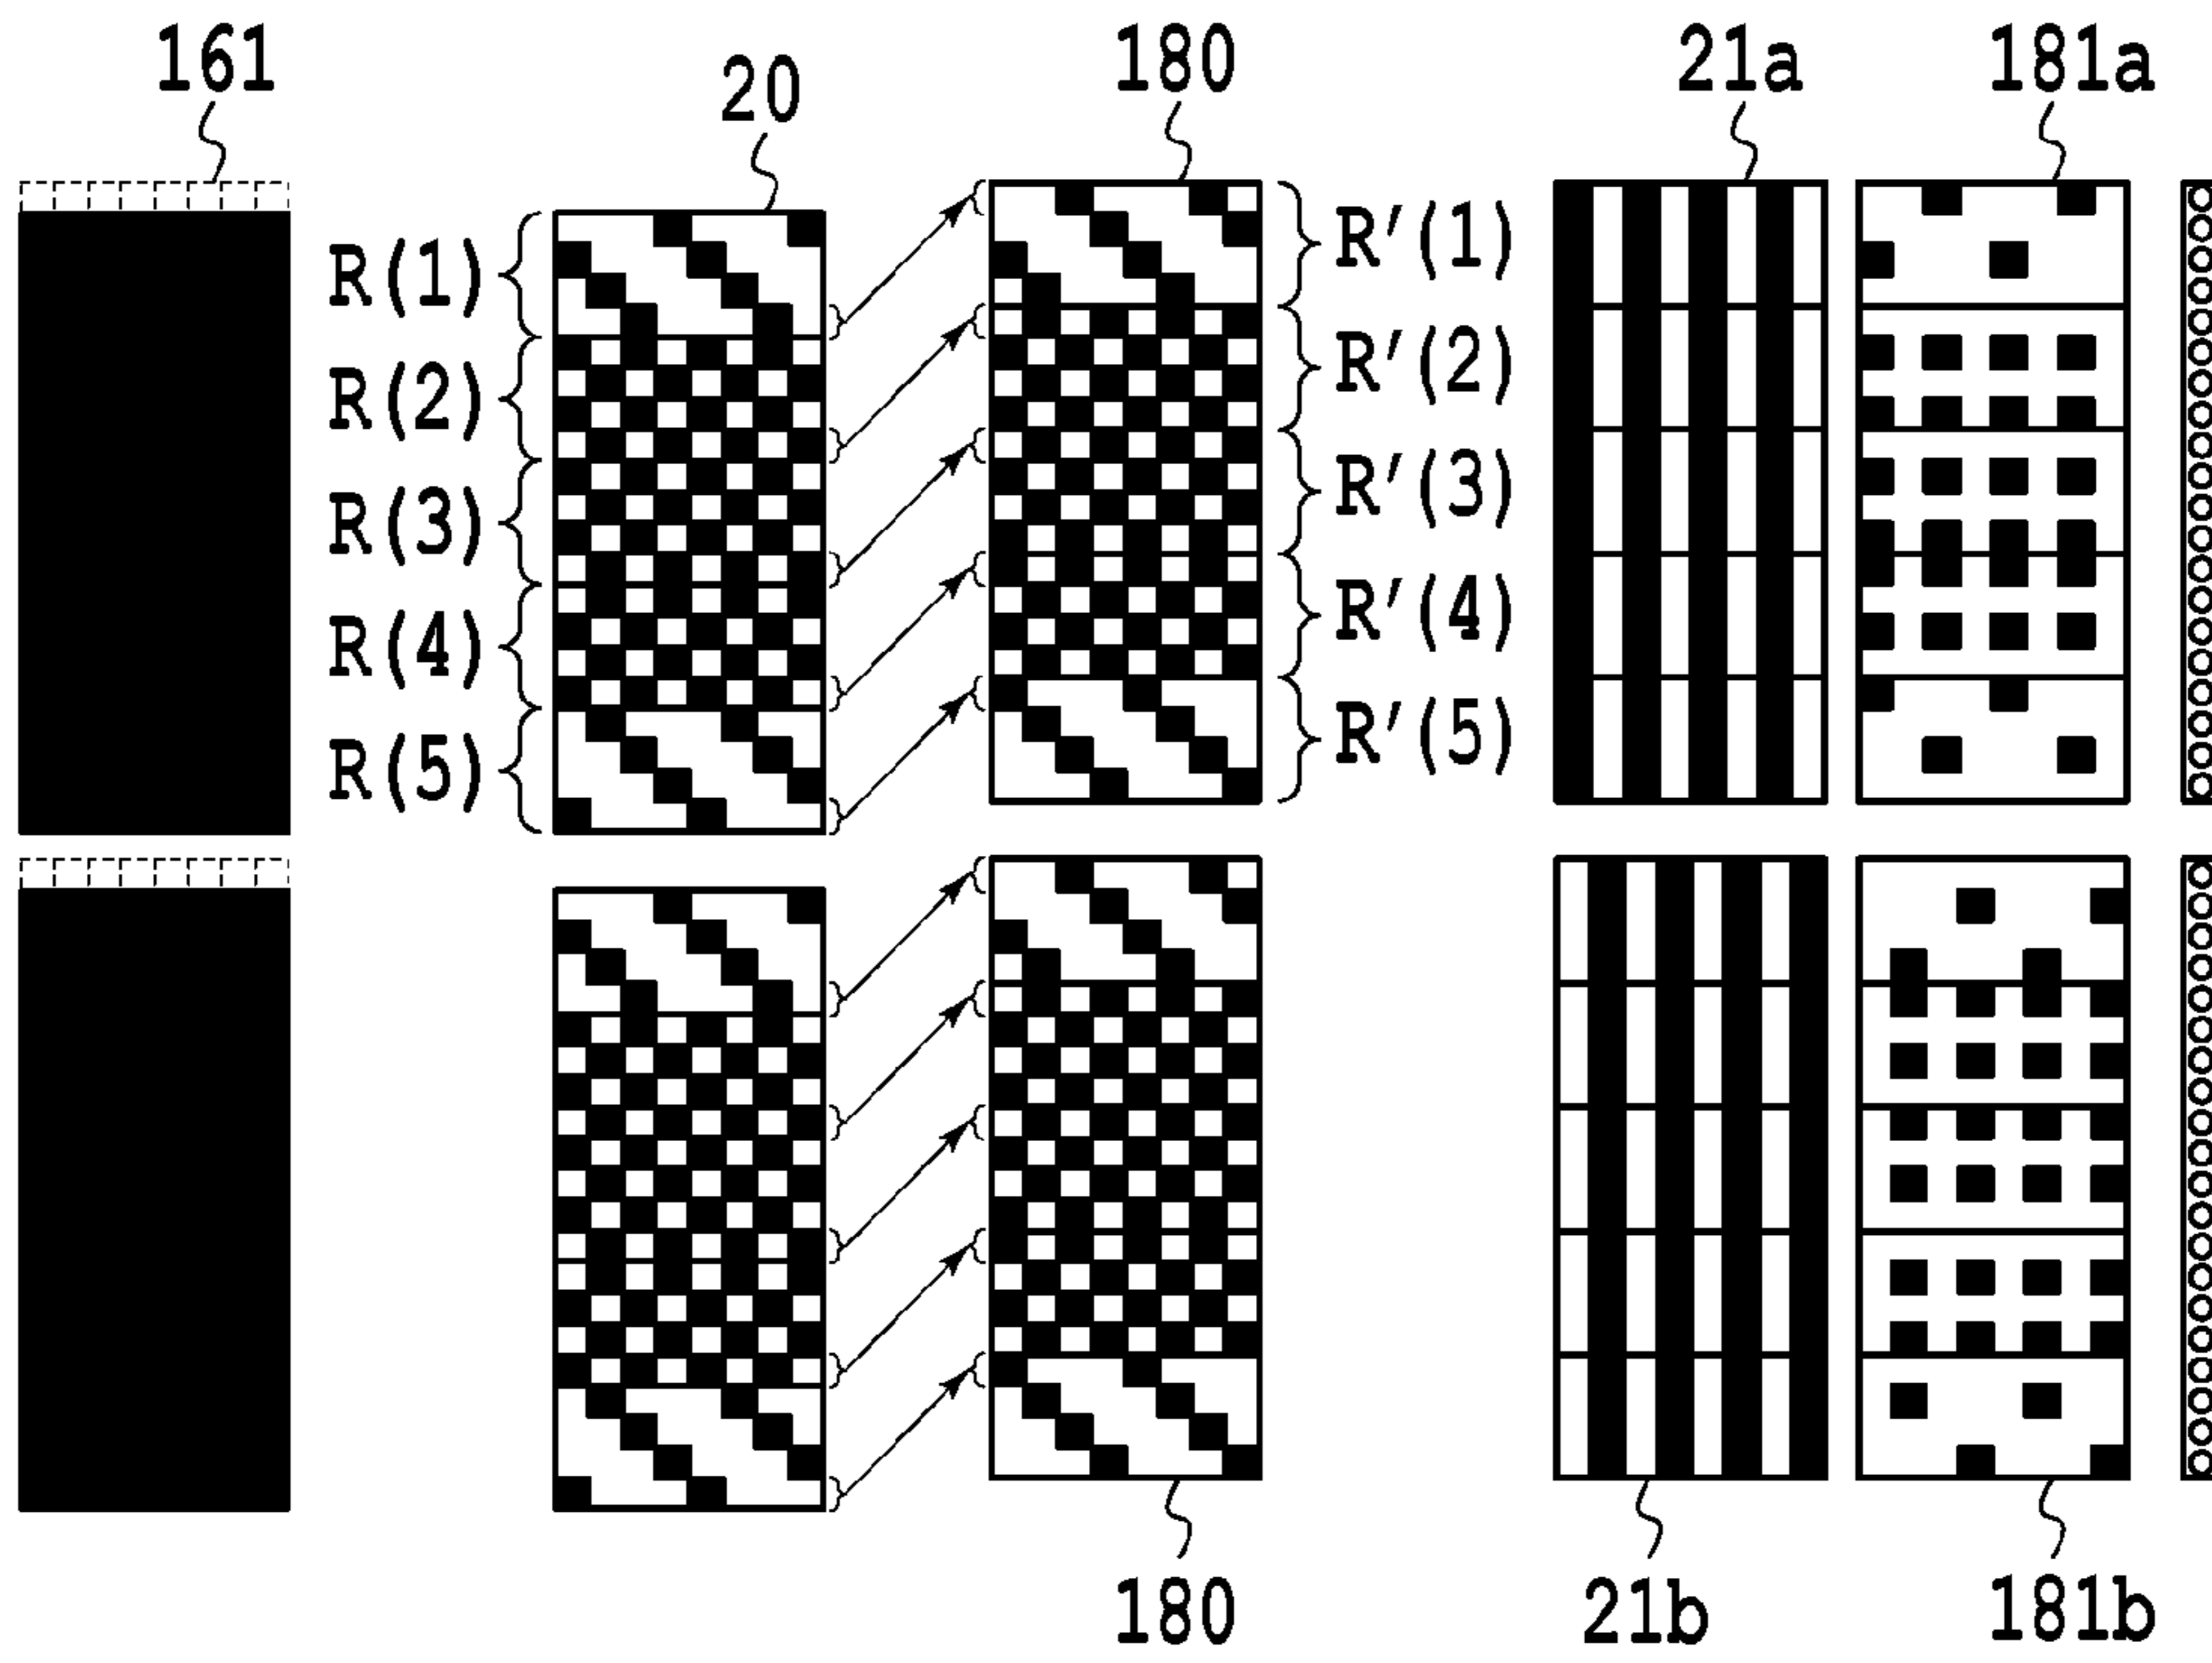 161
20
180
21a
181a
R(1)
R(2)
R(3)
R(4)
R(5)
R'(1)
R'(2)
R'(3)
R'(4)
R'(5)
180
21b
181b